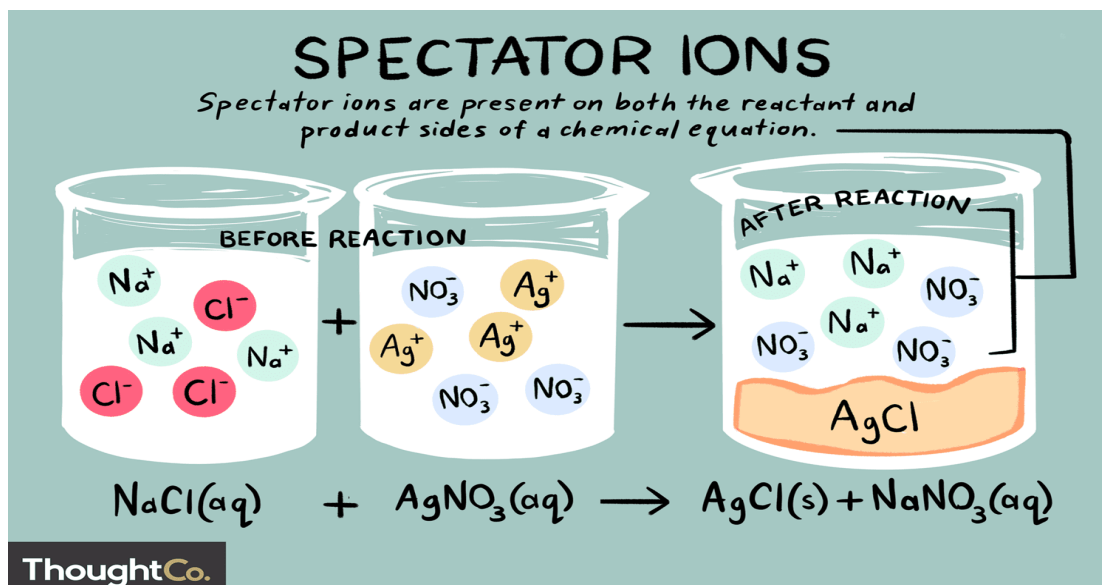 SPECTATOR IONS
Spectator ions are present on both the reactant and
product sides of a chemical equation.
BEFORE REACTION
Na⁺
Cl⁻
Na⁺
Na⁺
Cl⁻
Cl⁻
+
NO₃⁻
Ag⁺
Ag⁺
Ag⁺
NO₃⁻
NO₃⁻
→
AFTER REACTION
Na⁺
Na⁺
NO₃⁻
Na⁺
NO₃⁻
NO₃⁻
AgCl
NaCl(aq) + AgNO₃(aq) → AgCl(s) + NaNO₃(aq)
ThoughtCo.